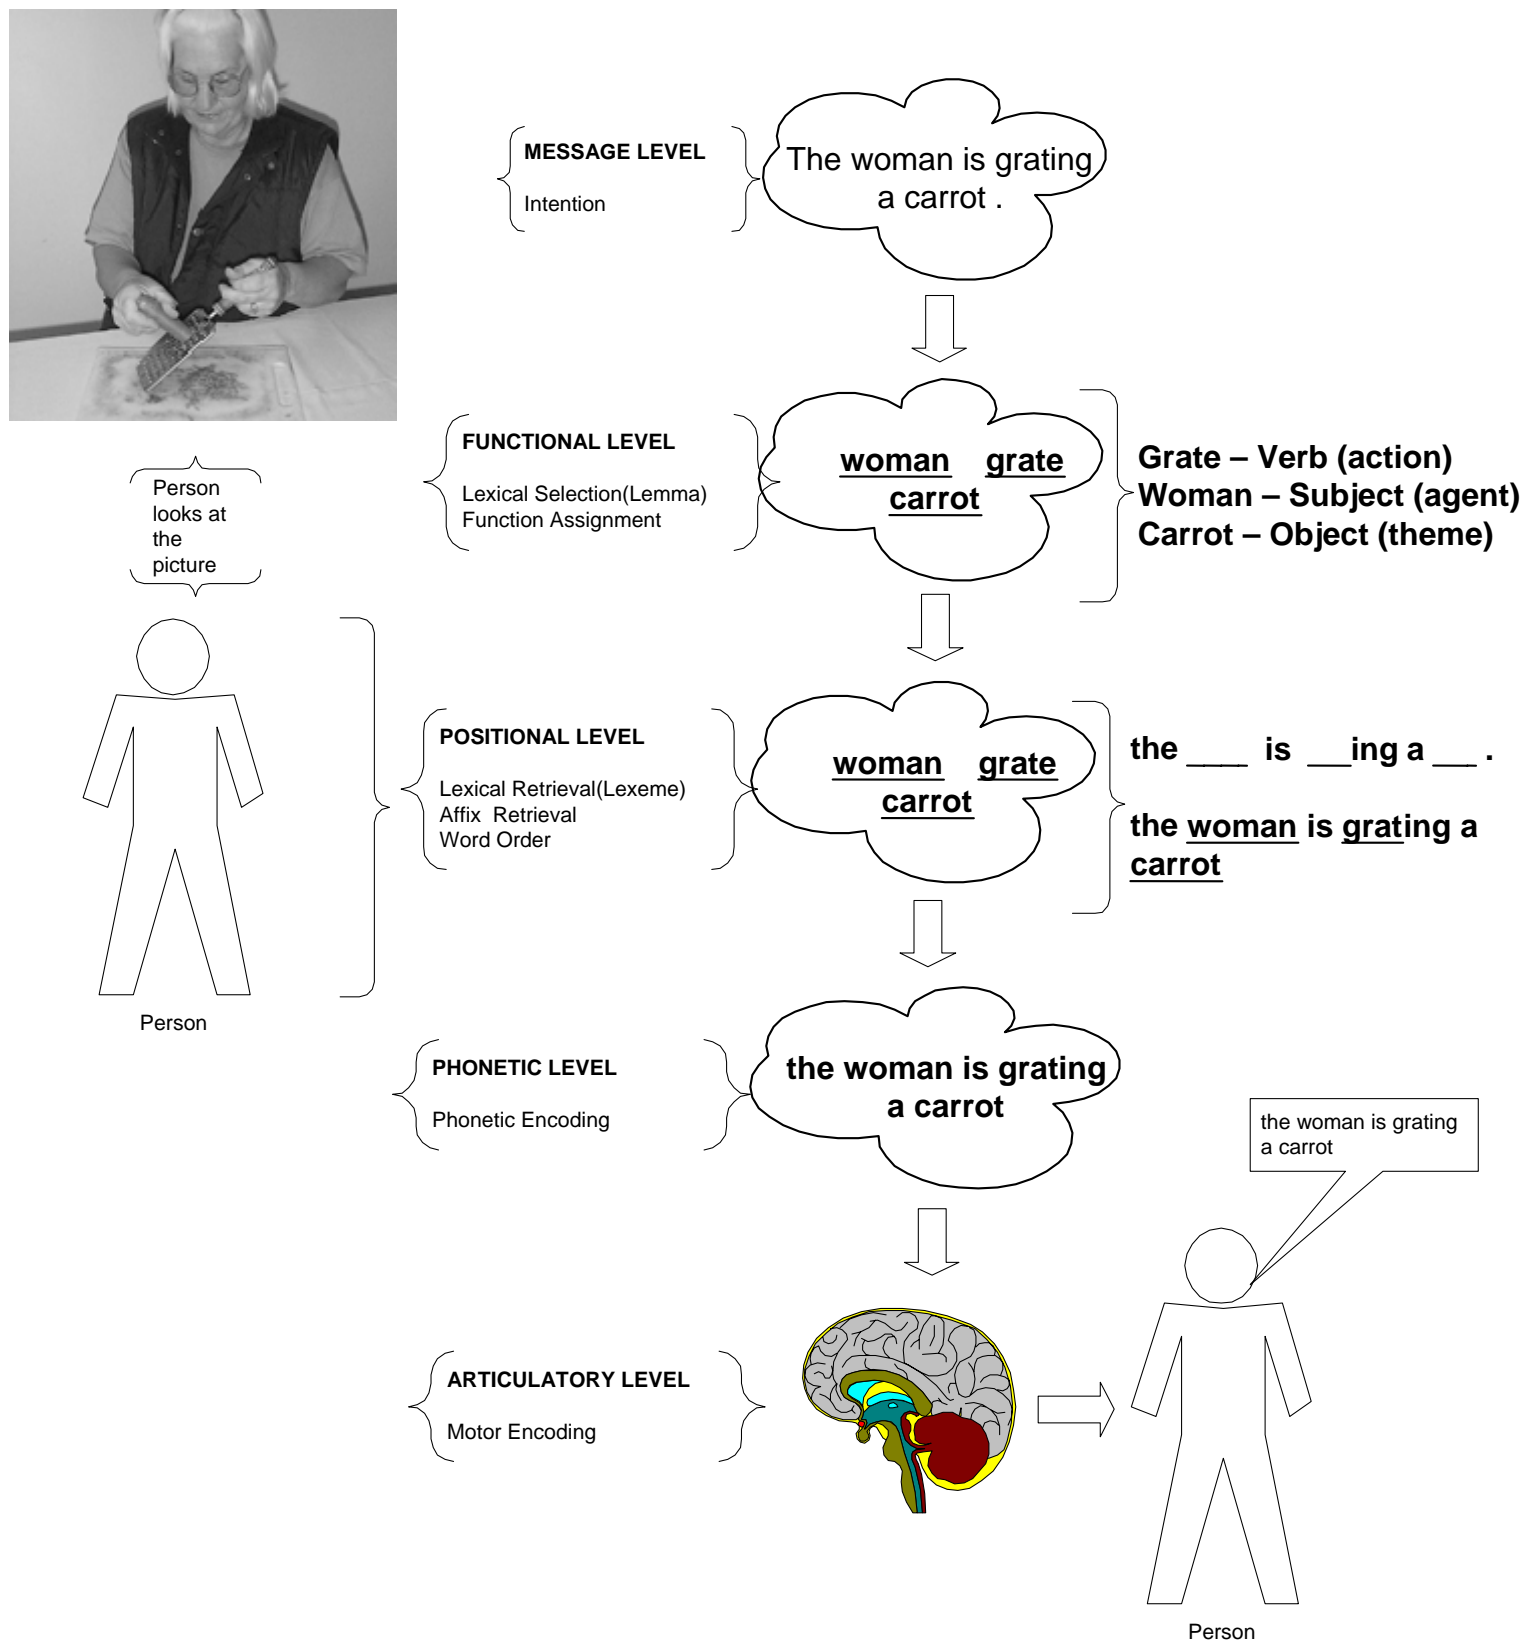 MESSAGE LEVEL
Intention
The woman is grating
a carrot .
FUNCTIONAL LEVEL
Lexical Selection(Lemma)
Function Assignment
woman grate
carrot
Grate – Verb (action)
Woman – Subject (agent)
Carrot – Object (theme)
Person
looks at
the
picture
Person
POSITIONAL LEVEL
Lexical Retrieval(Lexeme)
Affix Retrieval
Word Order
woman grate
carrot
the ____ is ___ing a ___ .
the woman is grating a
carrot
PHONETIC LEVEL
Phonetic Encoding
the woman is grating
a carrot
the woman is grating
a carrot
ARTICULATORY LEVEL
Motor Encoding
Person